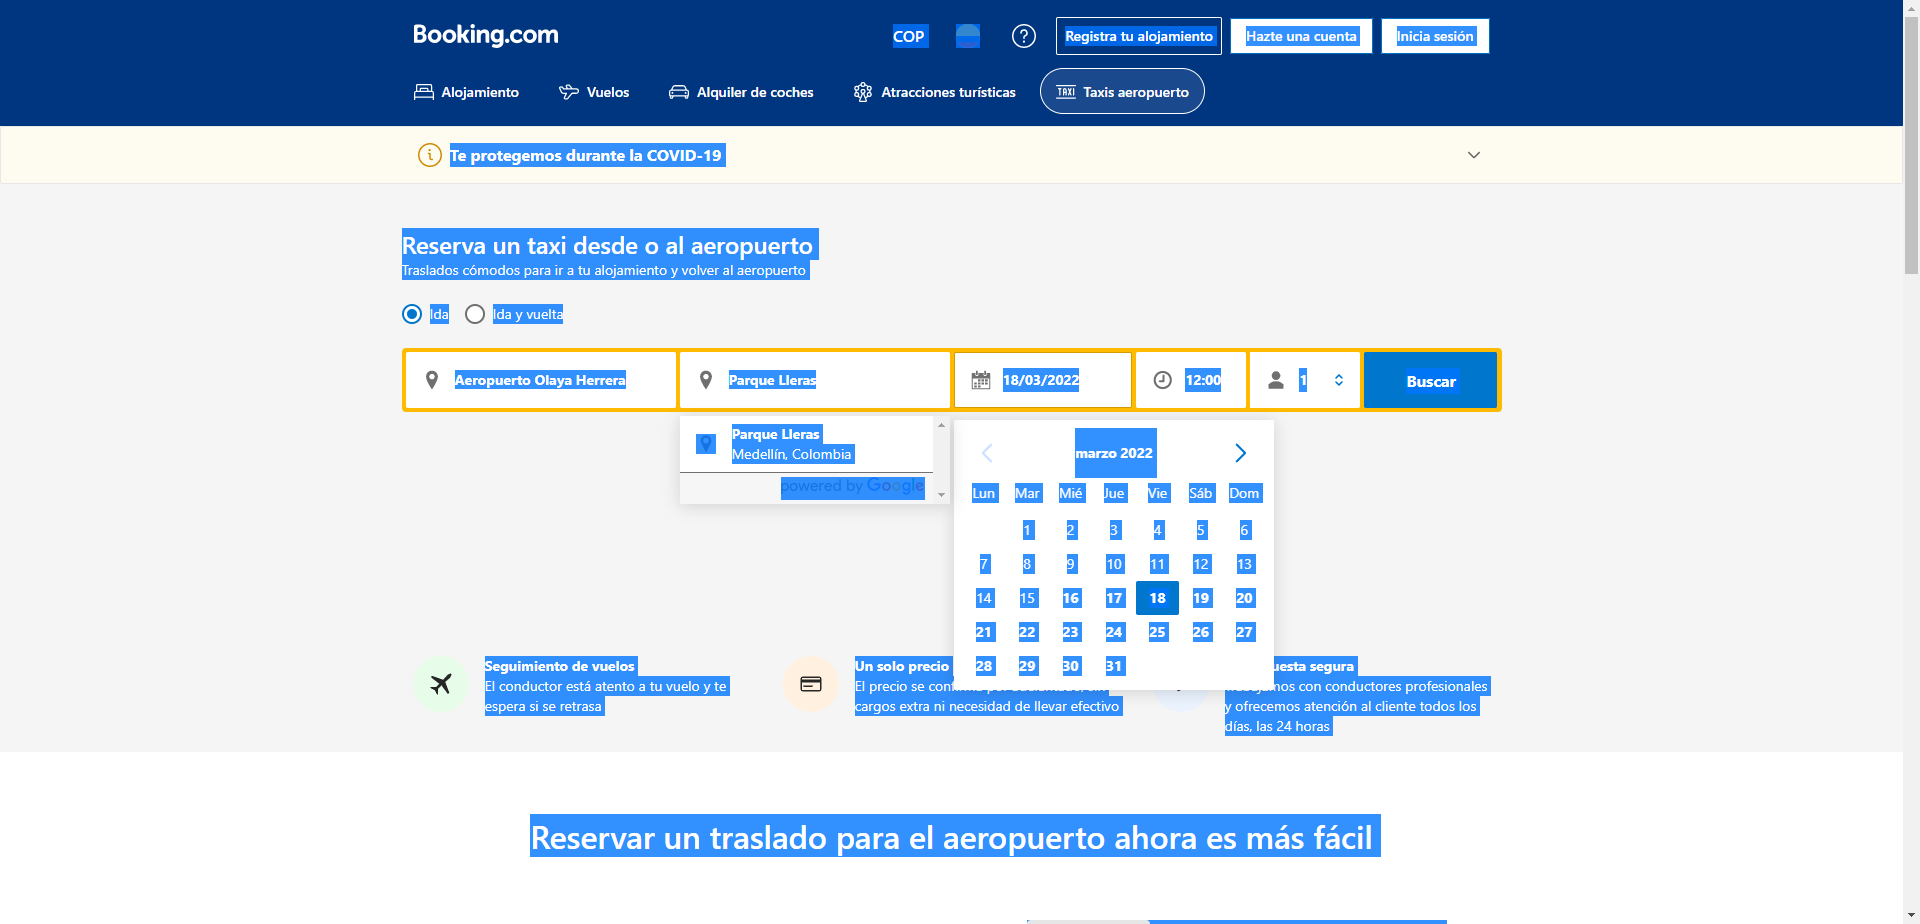 Booking.com
COP
Registra tu alojamiento
Hazte una cuenta
Inicia sesión
Alojamiento
Vuelos
Alquiler de coches
Atracciones turísticas
TAXI
Taxis aeropuerto
Te protegemos durante la COVID-19
Reserva un taxi desde o al aeropuerto
Traslados cómodos para ir a tu alojamiento y volver al aeropuerto
Ida
Ida y vuelta
Aeropuerto Olaya Herrera
Parque Lleras
18/03/2022
12:00
1
Buscar
Parque Lleras
Medellín, Colombia
powered by Google
marzo 2022
Lun Mar Mié Jue Vie Sáb Dom
1 2 3 4 5 6
7 8 9 10 11 12 13
14 15 16 17 18 19 20
21 22 23 24 25 26 27
28 29 30 31
Seguimiento de vuelos
El conductor está atento a tu vuelo y te
espera si se retrasa
Un solo precio
El precio se
cargos extra ni necesidad de llevar efectivo
segura
con conductores profesionales
y ofrecemos atención al cliente todos los
días, las 24 horas
Reservar un traslado para el aeropuerto ahora es más fácil